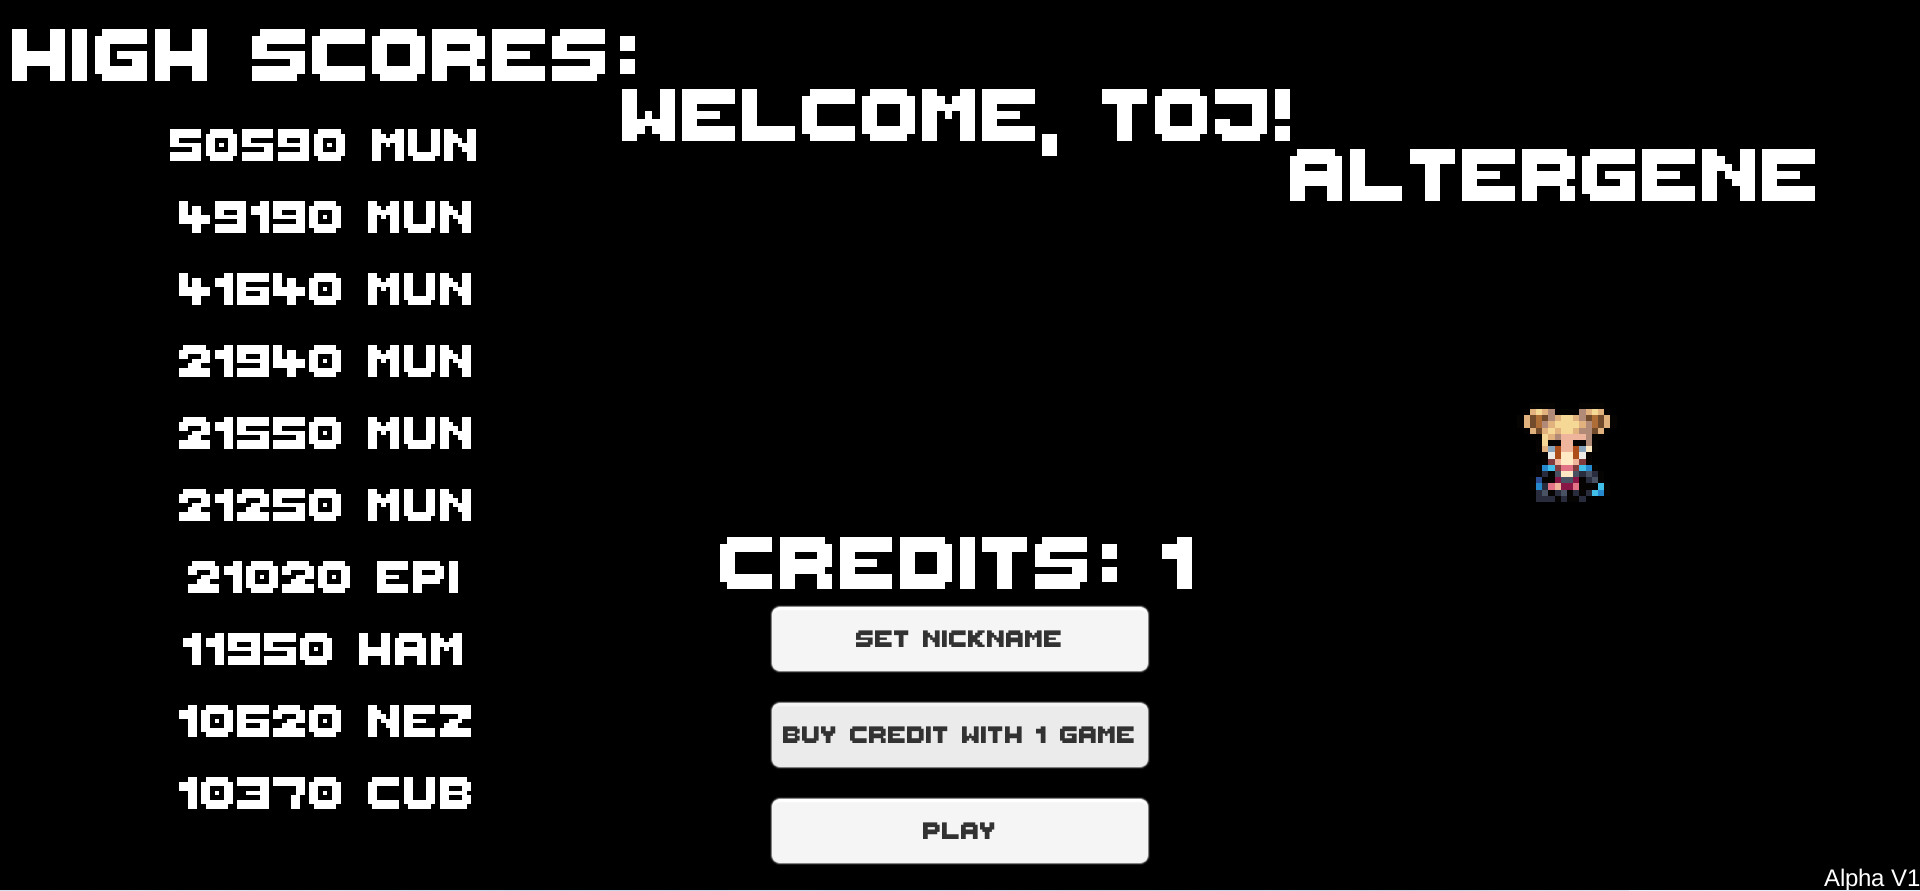 HIGH SCORES:
WELCOME, TOJ!
ALTERGENE
50590 MUN
49190 MUN
41640 MUN
21940 MUN
21550 MUN
21250 MUN
21020 EPI
11950 HAM
10620 NEZ
10370 CUB
CREDITS: 1
SET NICKNAME
BUY CREDIT WITH 1 GAME
PLAY
Alpha V1